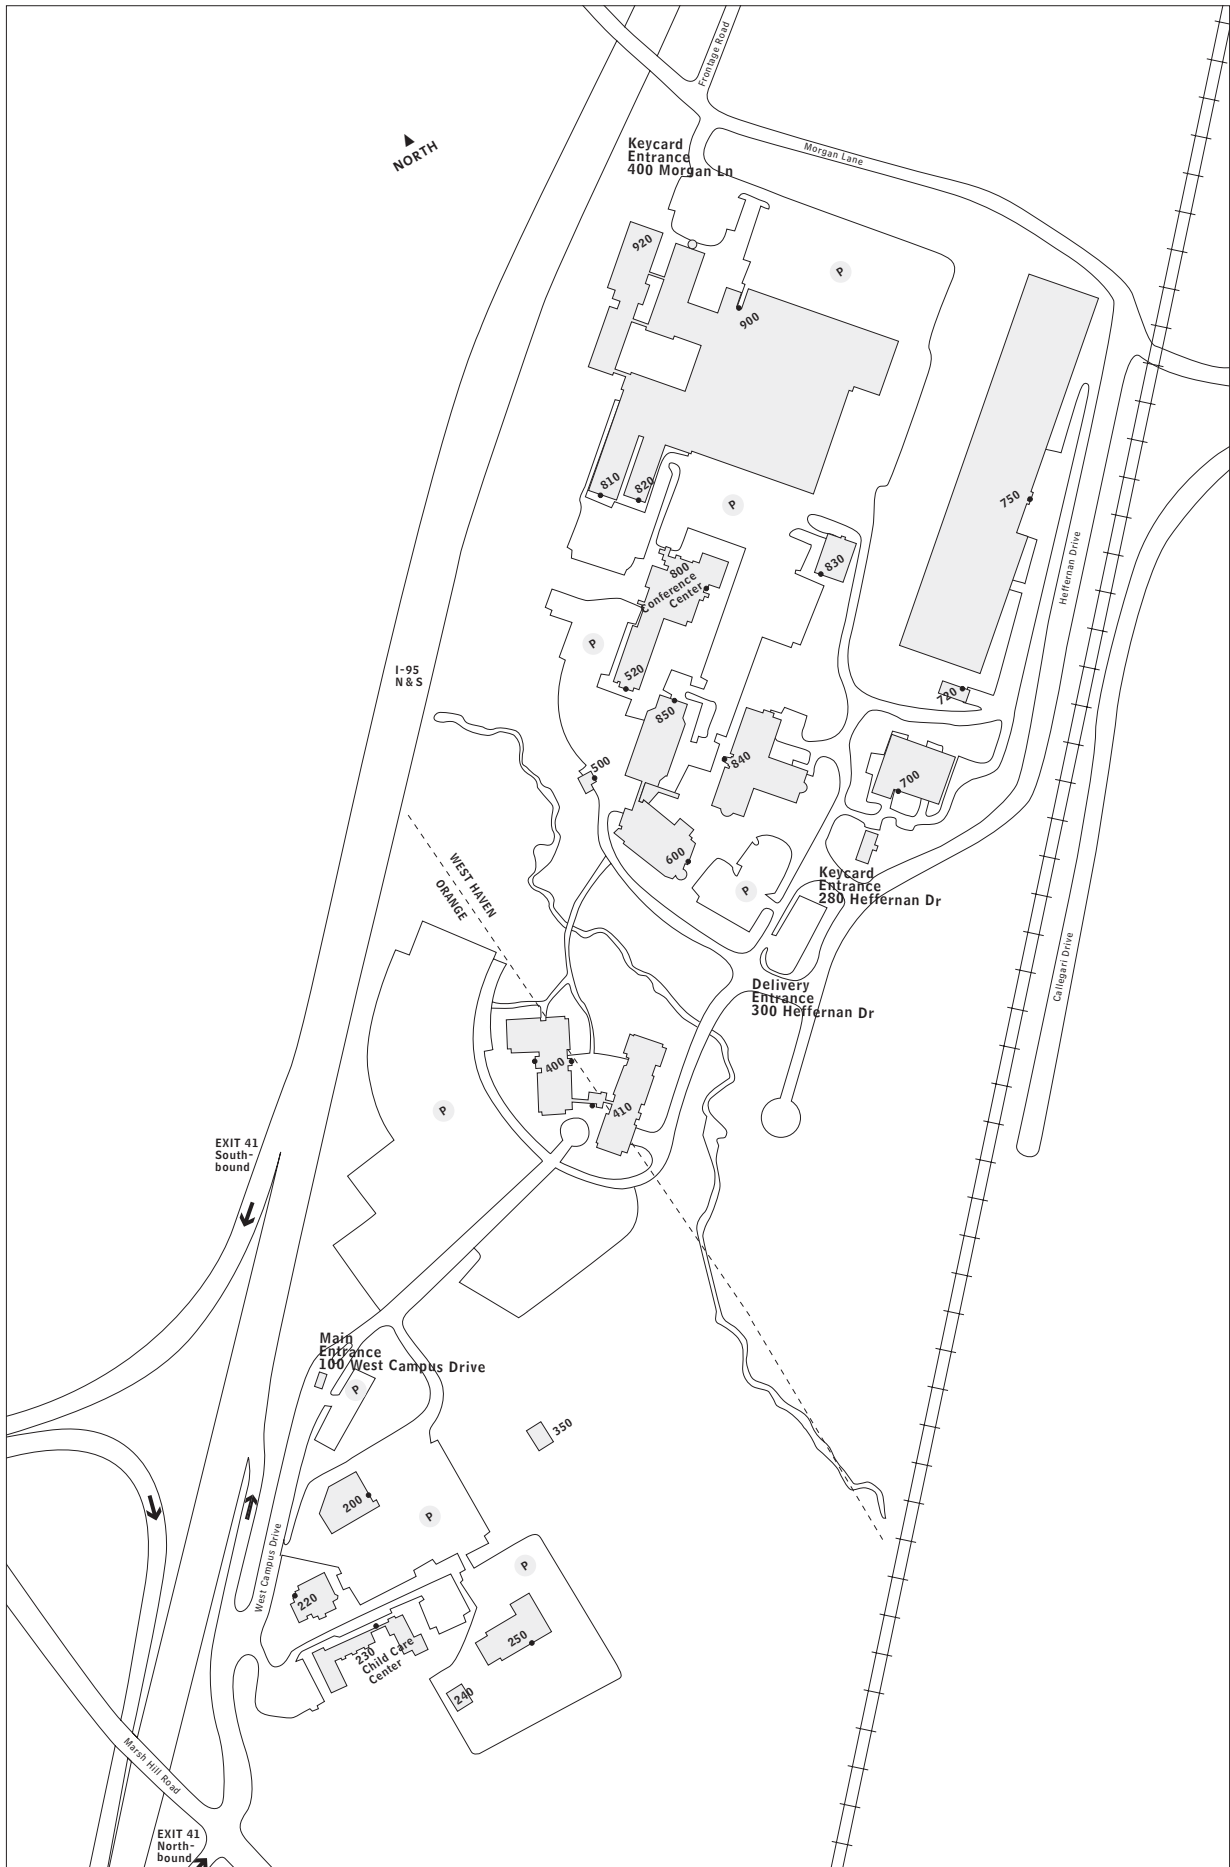 Frontage Road
Keycard
Entrance
400 Morgan Ln
Morgan Lane
NORTH
920
P
900
810
820
P
750
830
800
Conference
Center
Heffernan Drive
P
520
I-95
N & S
720
850
500
840
700
600
WEST HAVEN
ORANGE
P
Keycard
Entrance
280 Heffernan Dr
Callegari Drive
Delivery
Entrance
300 Heffernan Dr
400
410
P
EXIT 41
South-
bound
Main
Entrance
100 West Campus Drive
P
350
200
P
West Campus Drive
P
220
230
Child Care
Center
250
240
Marsh Hill Road
EXIT 41
North-
bound